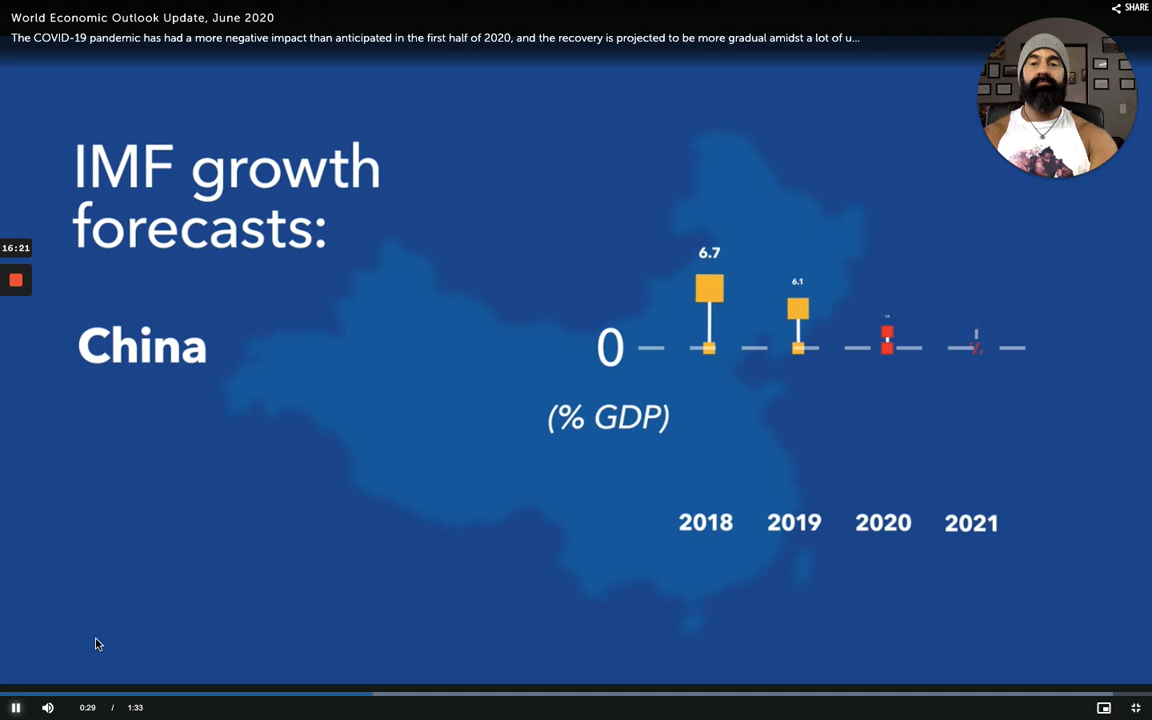 World Economic Outlook Update, June 2020
SHARE
The COVID-19 pandemic has had a more negative impact than anticipated in the first half of 2020, and the recovery is projected to be more gradual amidst a lot of u...
IMF growth
forecasts:
16:21
6.7
6.1
China
0
(% GDP)
2018 2019 2020 2021
0:29 / 1:33